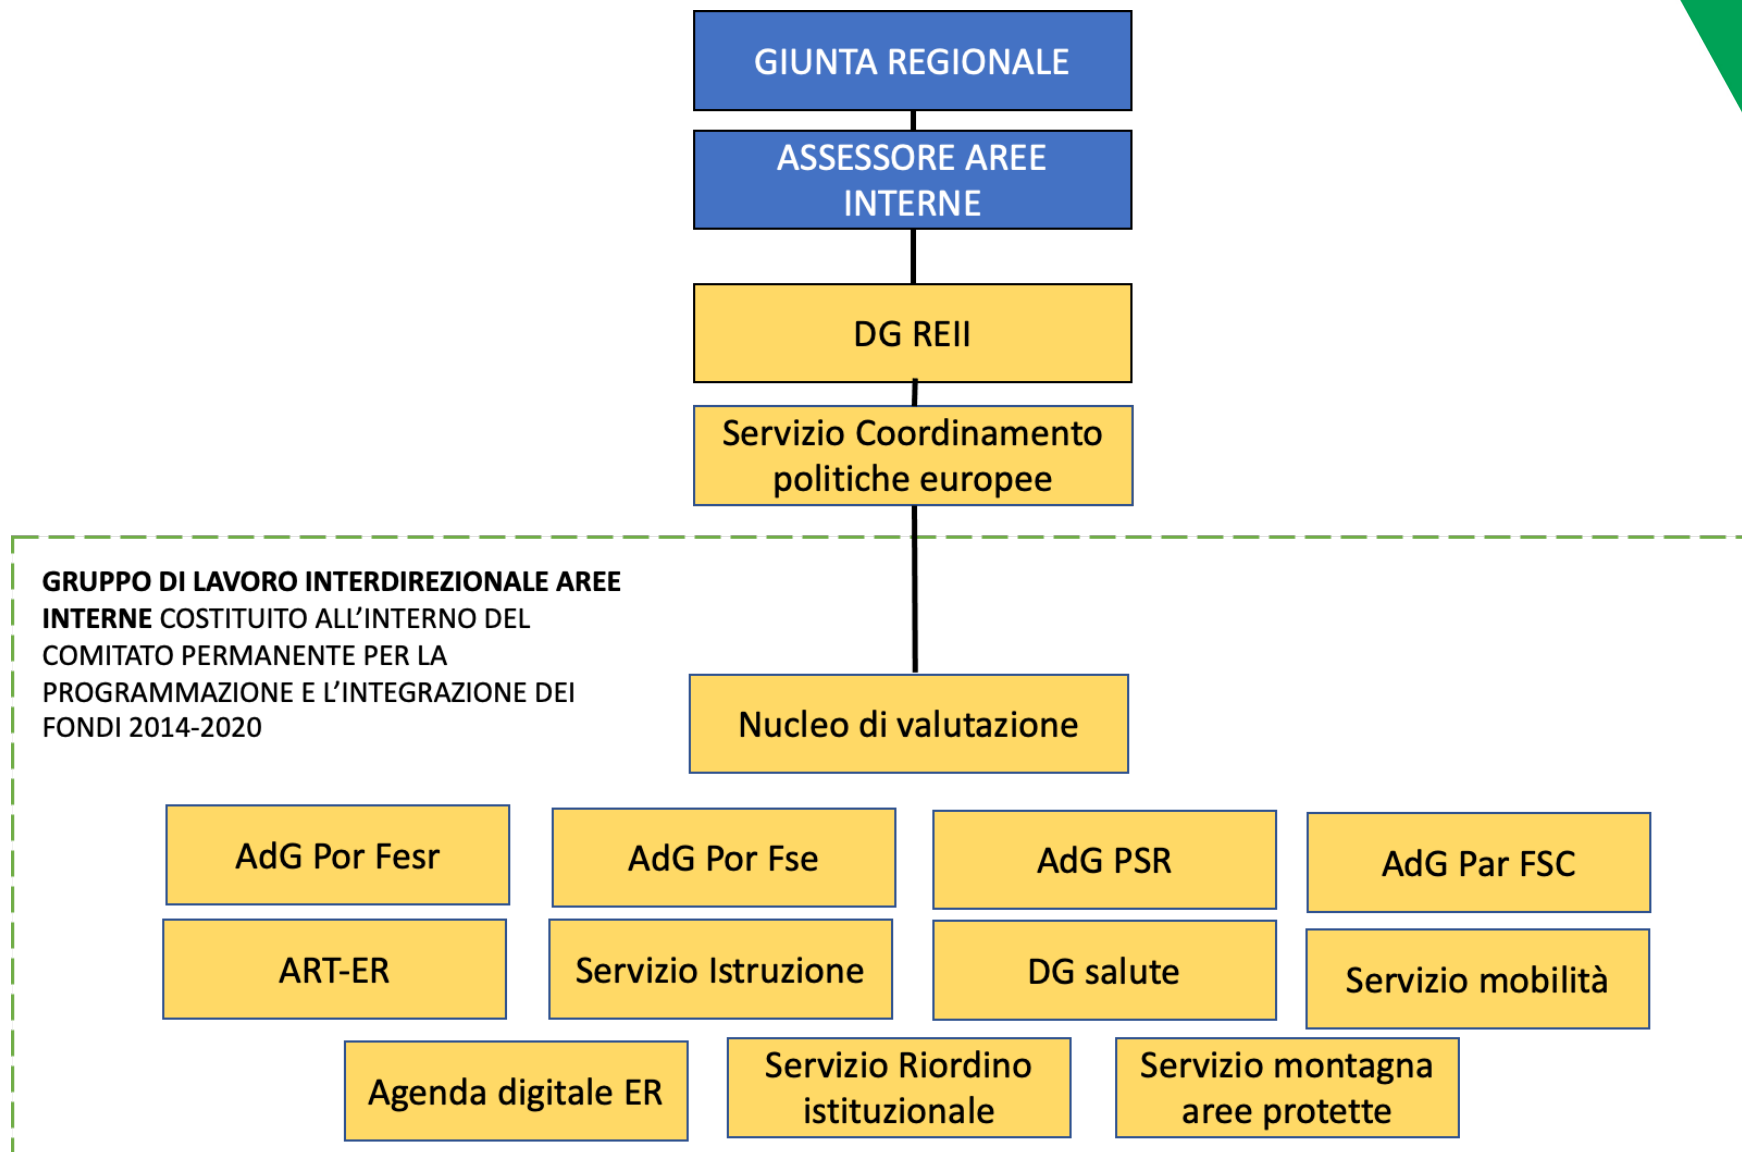 GIUNTA REGIONALE
ASSESSORE AREE
INTERNE
DG REII
Servizio Coordinamento
politiche europee
GRUPPO DI LAVORO INTERDIREZIONALE AREE
INTERNE COSTITUITO ALL’INTERNO DEL
COMITATO PERMANENTE PER LA
PROGRAMMAZIONE E L’INTEGRAZIONE DEI
FONDI 2014-2020
Nucleo di valutazione
AdG Por Fesr
AdG Por Fse
AdG PSR
AdG Par FSC
ART-ER
Servizio Istruzione
DG salute
Servizio mobilità
Agenda digitale ER
Servizio Riordino
istituzionale
Servizio montagna
aree protette